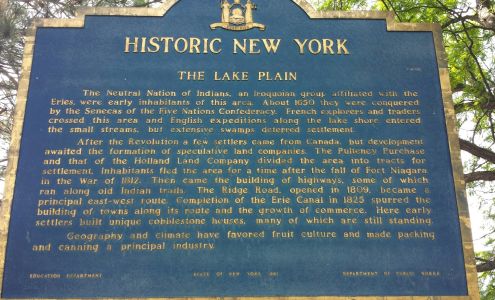 HISTORIC NEW YORK
THE LAKE PLAIN
The Neutral Nation of Indians, an Iroquoian group affiliated with the
Eries, were early inhabitants of this area. About 1650 they were conquered
by the Senecas of the Five Nations Confederacy. French explorers and traders
crossed this area and English expeditions along the lake shore entered
the small streams, but extensive swamps deferred settlement.
After the Revolution a few settlers came from Canada, but development
awaited the formation of speculative land companies. The Pulteney Purchase
and that of the Holland Land Company divided the area into tracts for
settlement. Inhabitants fled the area for a time after the fall of Fort Niagara
in the War of 1812. Then came the building of highways, some of which
ran along old Indian trails. The Ridge Road, opened in 1809, became a
principal east-west route. Completion of the Erie Canal in 1825 spurred the
building of towns along its route and the growth of commerce. Here early
settlers built unique cobblestone houses, many of which are still standing.
Geography and climate have favored fruit culture and made packing
and canning a principal industry.
EDUCATION DEPARTMENT STATE OF NEW YORK DEPARTMENT OF PUBLIC WORKS